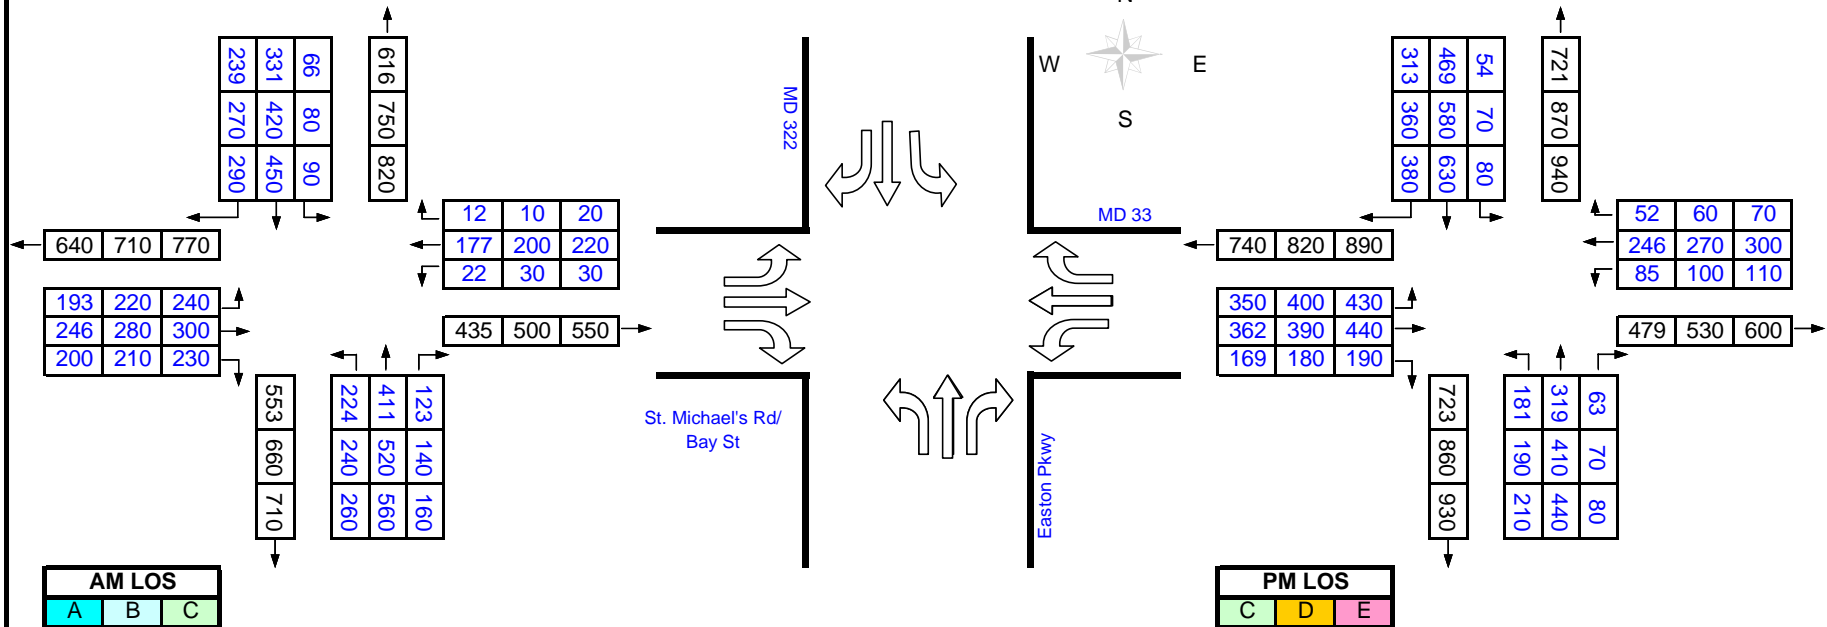 N
W
E
S
MD 322
MD 33
St. Michael's Rd/
Bay St
Easton Pkwy
239 331 66
270 420 80
290 450 90
616 750 820
12 10 20
177 200 220
22 30 30
640 710 770
193 220 240
246 280 300
200 210 230
435 500 550
553 660 710
224 411 123
240 520 140
260 560 160
AM LOS
A B C
313 469 54
360 580 70
380 630 80
721 870 940
52 60 70
246 270 300
85 100 110
740 820 890
350 400 430
362 390 440
169 180 190
479 530 600
723 860 930
181 319 63
190 410 70
210 440 80
PM LOS
C D E